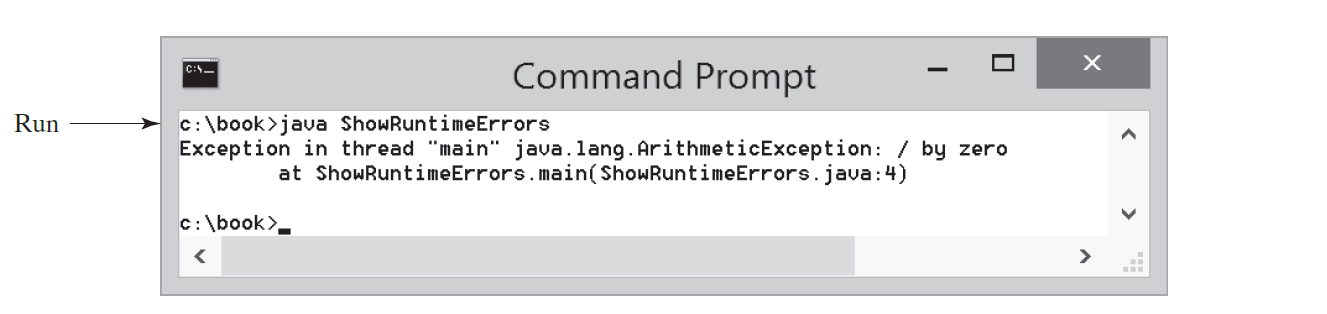 C:\
Command Prompt
Run
c:\book>java ShowRuntimeErrors
Exception in thread "main" java.lang.ArithmeticException: / by zero
at ShowRuntimeErrors.main(ShowRuntimeErrors.java:4)
c:\book>